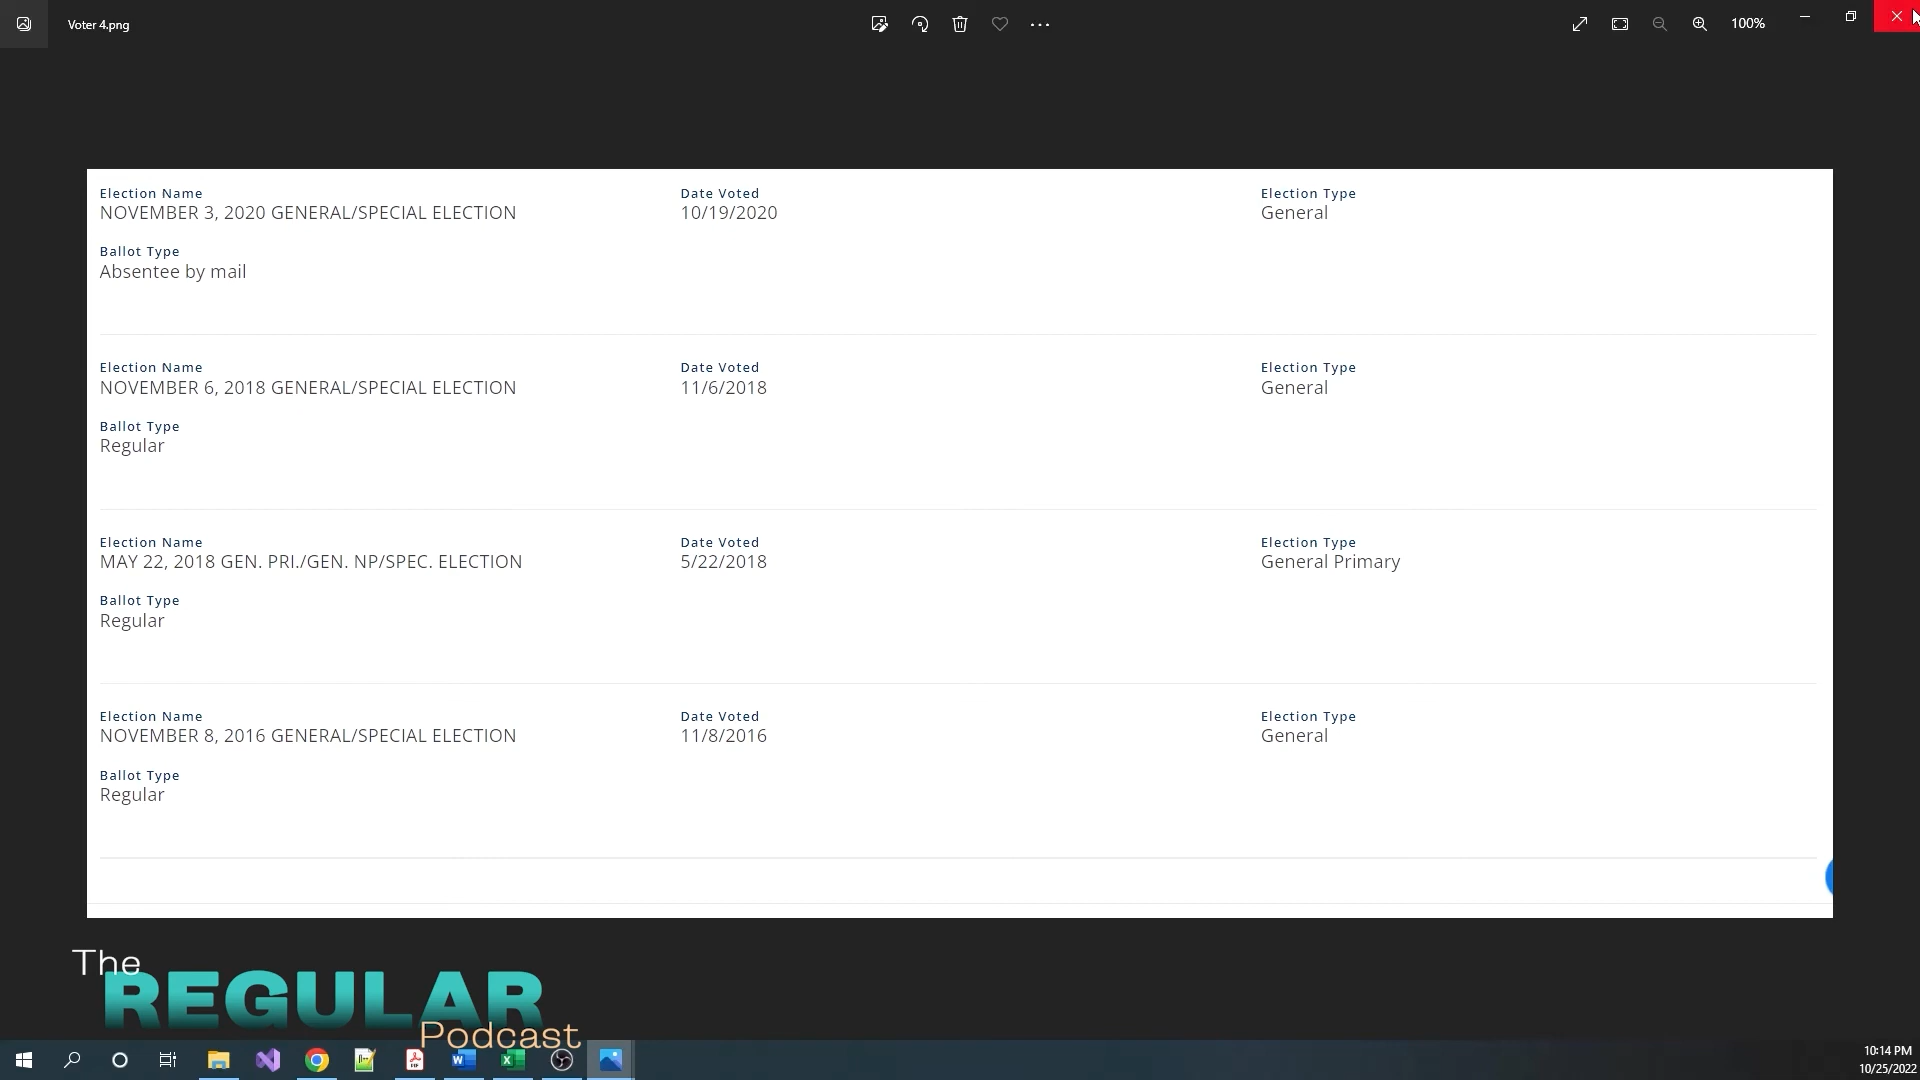 Voter 4.png
100%
Election Name Date Voted Election Type
NOVEMBER 3, 2020 GENERAL/SPECIAL ELECTION 10/19/2020 General
Ballot Type
Absentee by mail
Election Name Date Voted Election Type
NOVEMBER 6, 2018 GENERAL/SPECIAL ELECTION 11/6/2018 General
Ballot Type
Regular
Election Name Date Voted Election Type
MAY 22, 2018 GEN. PRI./GEN. NP/SPEC. ELECTION 5/22/2018 General Primary
Ballot Type
Regular
Election Name Date Voted Election Type
NOVEMBER 8, 2016 GENERAL/SPECIAL ELECTION 11/8/2016 General
Ballot Type
Regular
The
REGULAR
Podcast
10:14 PM
10/25/2022